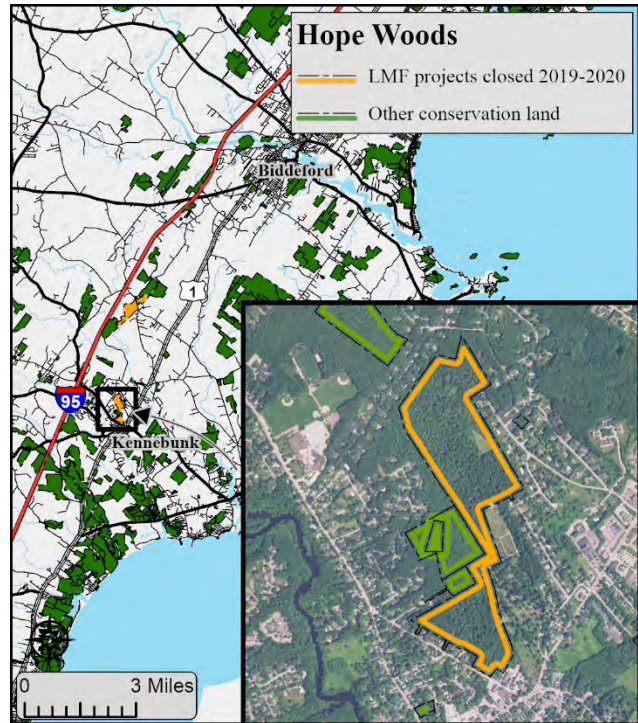 Hope Woods
LMF projects closed 2019-2020
Other conservation land
Biddeford
1
95
Kennebunk
0 3 Miles